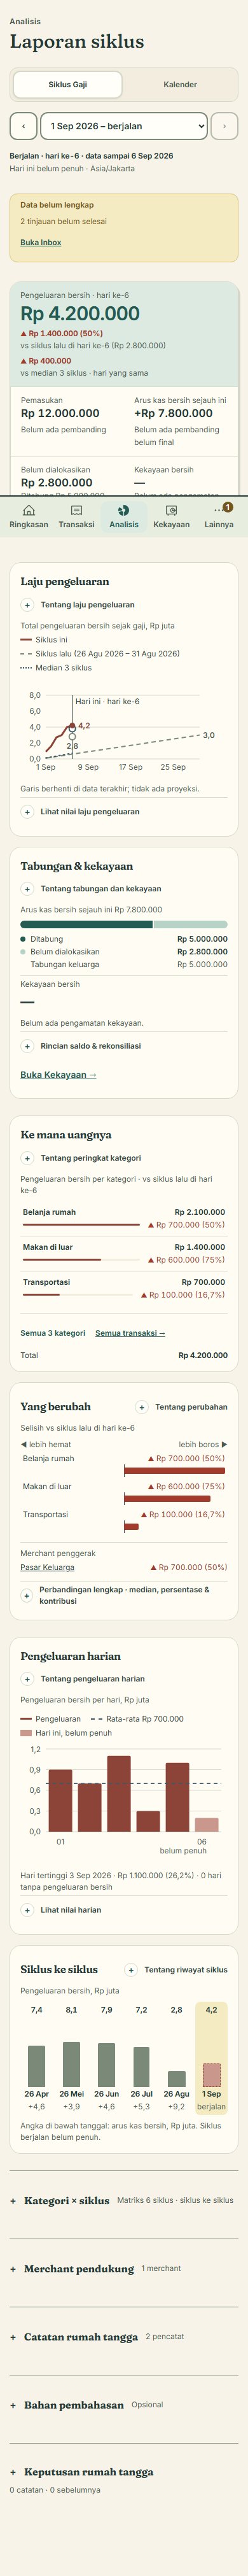 Analisis
Laporan siklus
Siklus Gaji
Kalender
‹
1 Sep 2026 – berjalan
›
Berjalan · hari ke-6 · data sampai 6 Sep 2026
Hari ini belum penuh · Asia/Jakarta
Data belum lengkap
2 tinjauan belum selesai
Buka Inbox
Pengeluaran bersih · hari ke-6
Rp 4.200.000
▲ Rp 1.400.000 (50%)
vs siklus lalu di hari ke-6 (Rp 2.800.000)
▲ Rp 400.000
vs median 3 siklus · hari yang sama
Pemasukan
Rp 12.000.000
Belum ada pembanding
Arus kas bersih sejauh ini
+Rp 7.800.000
Belum ada pembanding
belum final
Belum dialokasikan
Rp 2.800.000
Kekayaan bersih
—
Ringkasan
Transaksi
Analisis
Kekayaan
1
Lainnya
Laju pengeluaran
+ Tentang laju pengeluaran
Total pengeluaran bersih sejak gaji, Rp juta
Siklus ini
Siklus lalu (26 Agu 2026 – 31 Agu 2026)
Median 3 siklus
8,0
6,0
4,0
2,0
0,0
Hari ini · hari ke-6
4,2
2,8
3,0
1 Sep
9 Sep
17 Sep
25 Sep
Garis berhenti di data terakhir; tidak ada proyeksi.
+ Lihat nilai laju pengeluaran
Tabungan & kekayaan
+ Tentang tabungan dan kekayaan
Arus kas bersih sejauh ini Rp 7.800.000
Ditabung Rp 5.000.000
Belum dialokasikan Rp 2.800.000
Tabungan keluarga Rp 5.000.000
Kekayaan bersih
—
Belum ada pengamatan kekayaan.
+ Rincian saldo & rekonsiliasi
Buka Kekayaan →
Ke mana uangnya
+ Tentang peringkat kategori
Pengeluaran bersih per kategori · vs siklus lalu di hari
ke-6
Belanja rumah Rp 2.100.000
▲ Rp 700.000 (50%)
Makan di luar Rp 1.400.000
▲ Rp 600.000 (75%)
Transportasi Rp 700.000
▲ Rp 100.000 (16,7%)
Semua 3 kategori Semua transaksi →
Total Rp 4.200.000
Yang berubah
+ Tentang perubahan
Selisih vs siklus lalu di hari ke-6
◀ lebih hemat lebih boros ▶
Belanja rumah ▲ Rp 700.000 (50%)
Makan di luar ▲ Rp 600.000 (75%)
Transportasi ▲ Rp 100.000 (16,7%)
Merchant penggerak
Pasar Keluarga ▲ Rp 700.000 (50%)
+ Perbandingan lengkap · median, persentase &
kontribusi
Pengeluaran harian
+ Tentang pengeluaran harian
Pengeluaran bersih per hari, Rp juta
Pengeluaran Rata-rata Rp 700.000
Hari ini, belum penuh
1,2
0,9
0,6
0,3
0,0
01
06
belum penuh
Hari tertinggi 3 Sep 2026 · Rp 1.100.000 (26,2%) · 0 hari
tanpa pengeluaran bersih
+ Lihat nilai harian
Siklus ke siklus
+ Tentang riwayat siklus
Pengeluaran bersih, Rp juta
7,4 8,1 7,9 7,2 2,8 4,2
26 Apr 26 Mei 26 Jun 26 Jul 26 Agu 1 Sep
+4,6 +3,9 +4,6 +5,3 +9,2 berjalan
Angka di bawah tanggal: arus kas bersih, Rp juta. Siklus
berjalan belum penuh.
+ Kategori × siklus Matriks 6 siklus · siklus ke siklus
+ Merchant pendukung 1 merchant
+ Catatan rumah tangga 2 pencatat
+ Bahan pembahasan Opsional
+ Keputusan rumah tangga
0 catatan · 0 sebelumnya